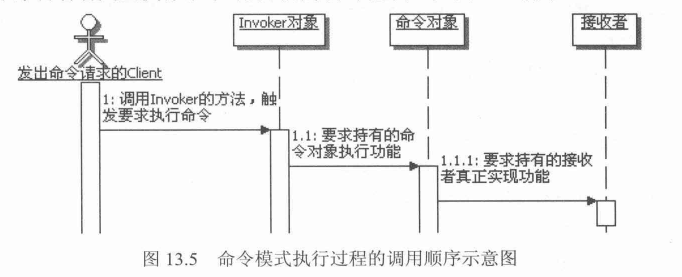 Invoker对象
命令对象
接收者
发出命令请求的Client
1: 调用Invoker的方法，触
发要求执行命令
1.1: 要求持有的命
令对象执行功能
1.1.1: 要求持有的接收
者真正实现功能
图 13.5 命令模式执行过程的调用顺序示意图